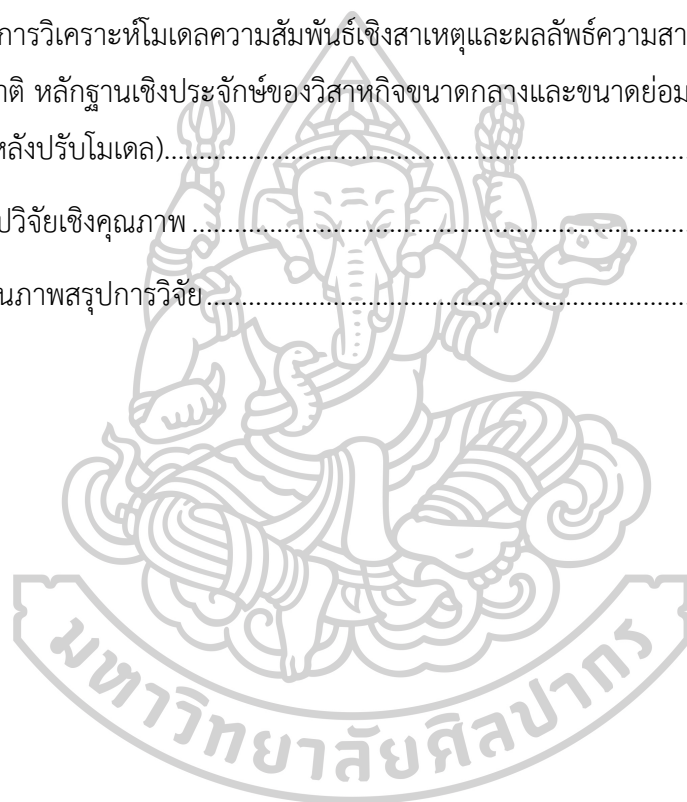 การวิเคราะห์โมเดลความสัมพันธ์เชิงสาเหตุและผลลัพธ์ความสา
าติ หลักฐานเชิงประจักษ์ของวิสาหกิจขนาดกลางและขนาดย่อม
หลังปรับโมเดล)
ปวิจัยเชิงคุณภาพ
นภาพสรุปการวิจัย
มหาวิทยาลัยศิลปากร